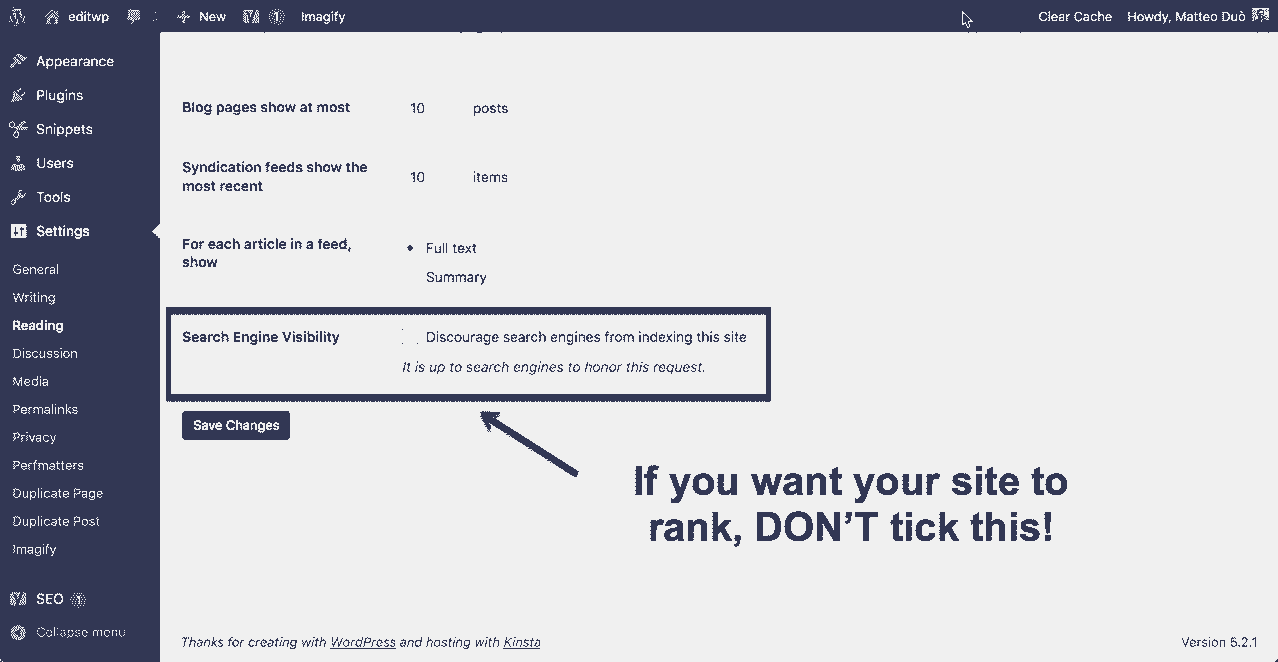 editwp
New
1
Imagify
Clear Cache
Howdy, Matteo Duò
Appearance
Plugins
Snippets
Users
Tools
Settings
General
Writing
Reading
Discussion
Media
Permalinks
Privacy
Perfmatters
Duplicate Page
Duplicate Post
Imagify
SEO 1
Collapse menu
Blog pages show at most 10 posts
Syndication feeds show the
most recent 10 items
For each article in a feed,
show
Full text
Summary
Search Engine Visibility
Discourage search engines from indexing this site
It is up to search engines to honor this request.
Save Changes
If you want your site to
rank, DON’T tick this!
Thanks for creating with WordPress and hosting with Kinsta
Version 5.2.1